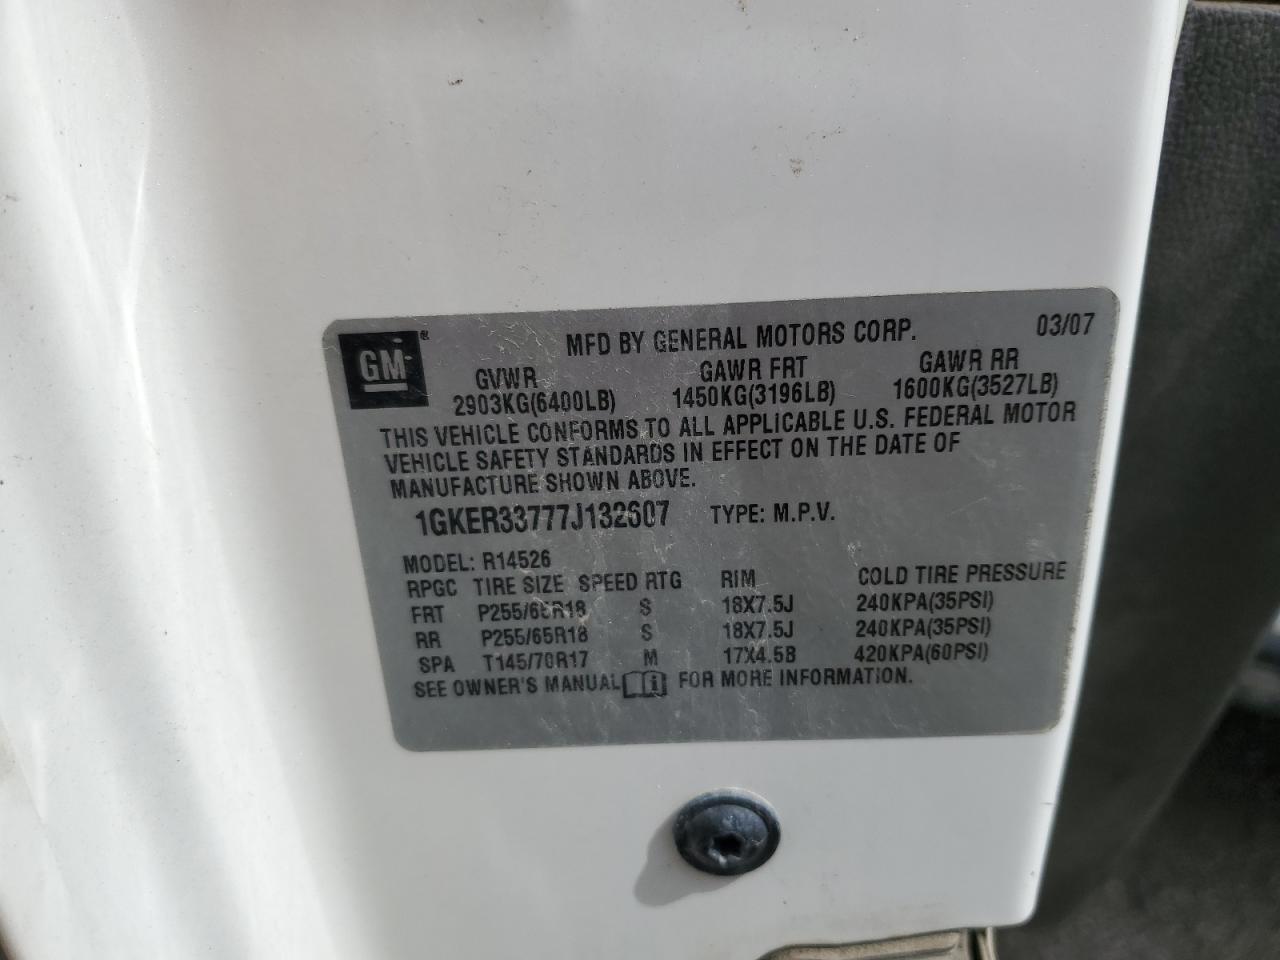 GM ® MFD BY GENERAL MOTORS CORP. 03/07
GVWR GAWR FRT GAWR RR
2903KG(6400LB) 1450KG(3196LB) 1600KG(3527LB)
THIS VEHICLE CONFORMS TO ALL APPLICABLE U.S. FEDERAL MOTOR
VEHICLE SAFETY STANDARDS IN EFFECT ON THE DATE OF
MANUFACTURE SHOWN ABOVE.
1GKER33777J132607 TYPE: M.P.V.
MODEL: R14526
RPGC TIRE SIZE SPEED RTG RIM COLD TIRE PRESSURE
FRT P255/65R18 S 18X7.5J 240KPA(35PSI)
RR P255/65R18 S 18X7.5J 240KPA(35PSI)
SPA T145/70R17 M 17X4.5B 420KPA(60PSI)
SEE OWNER'S MANUAL i FOR MORE INFORMATION.